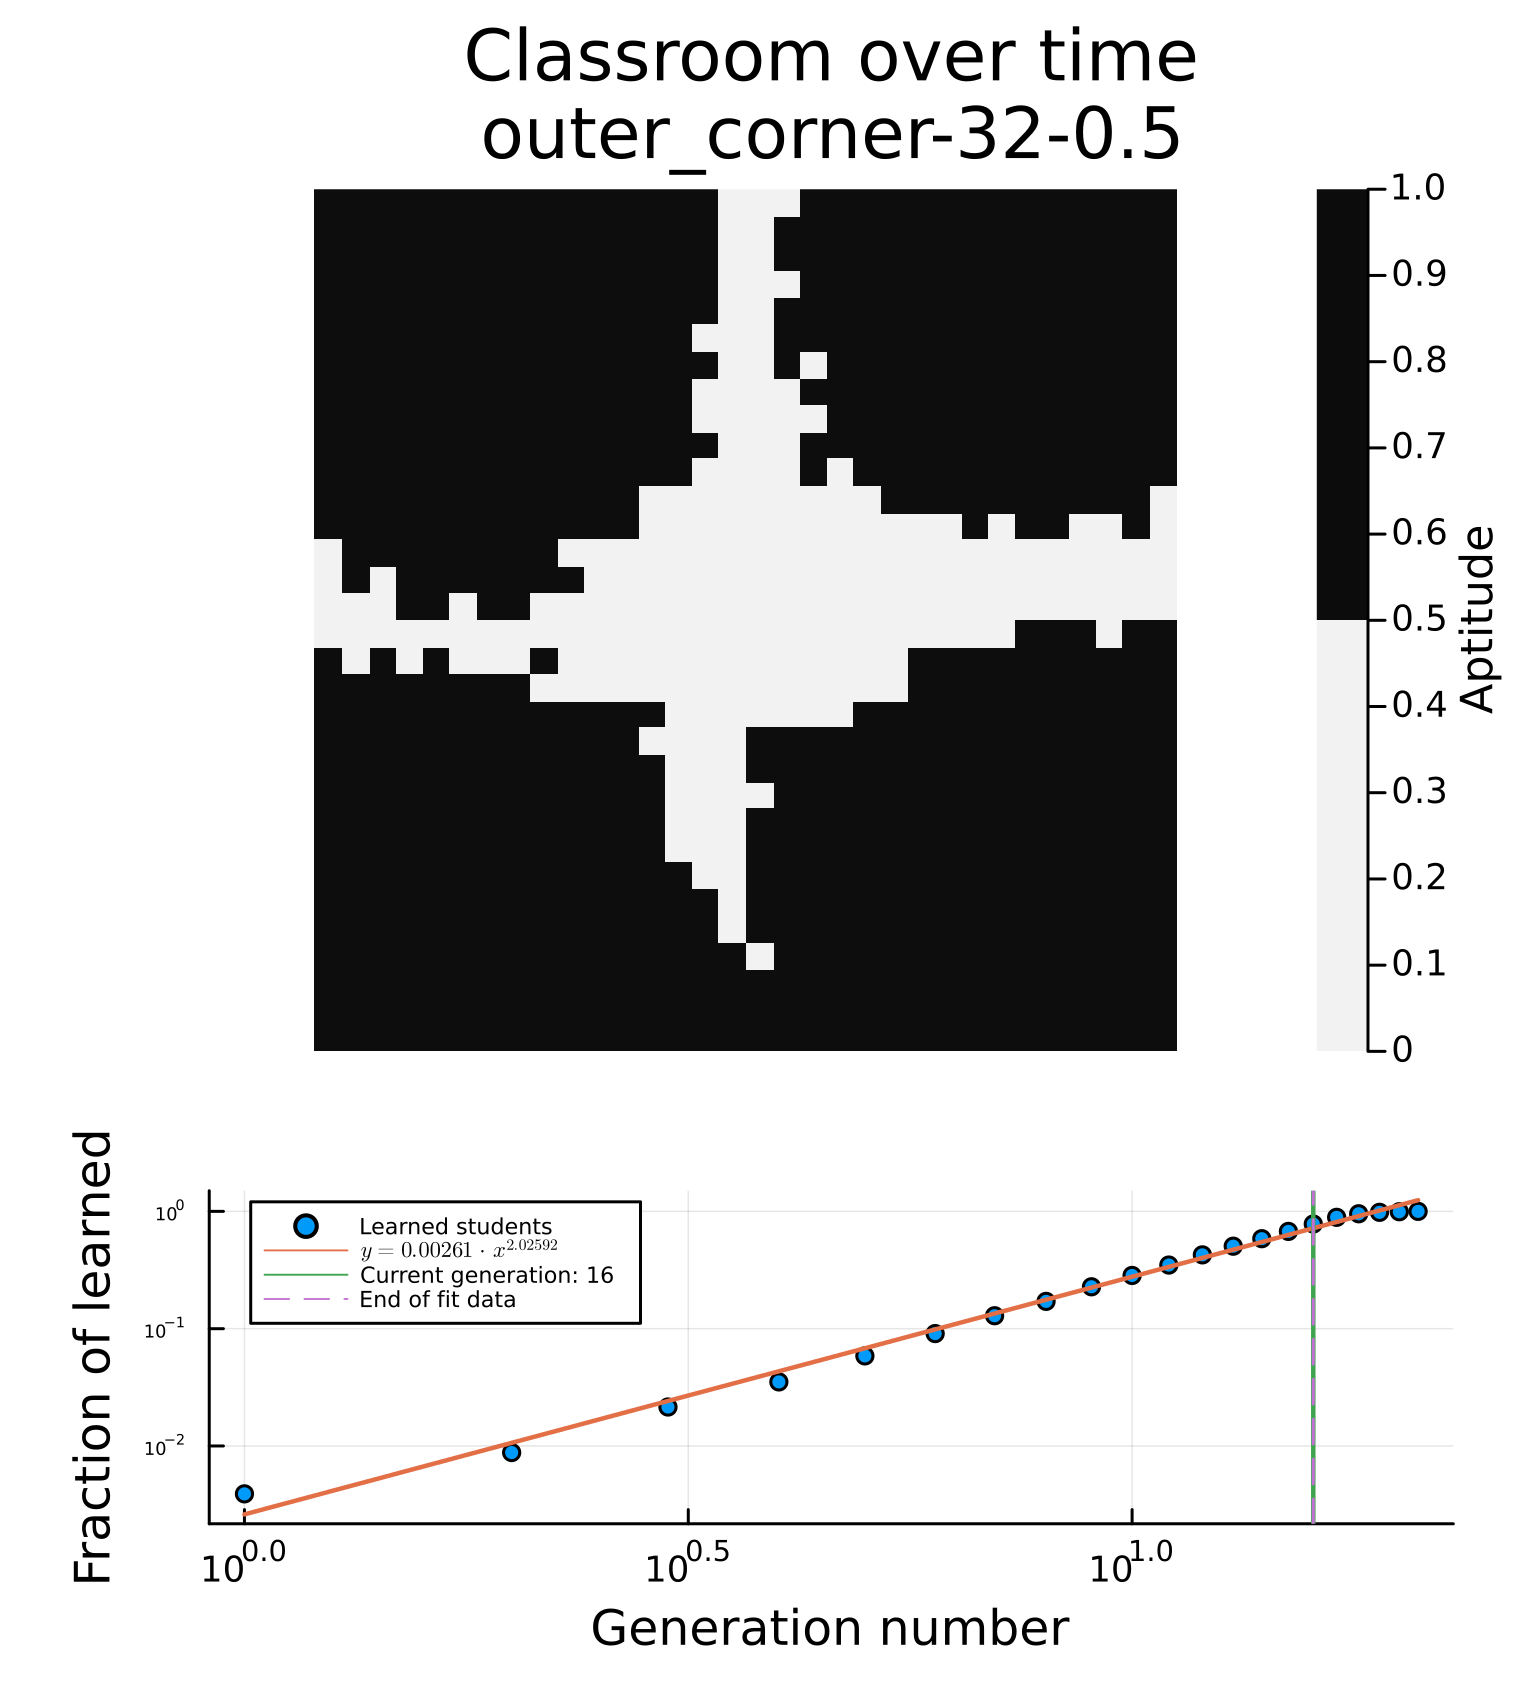 Classroom over time
outer_corner-32-0.5
1.0
0.9
0.8
0.7
0.6
0.5
0.4
0.3
0.2
0.1
0
Aptitude
Fraction of learned
10⁰
10⁻¹
10⁻²
Learned students
y = 0.00261 · x^{2.02592}
Current generation: 16
End of fit data
10^{0.0}
10^{0.5}
10^{1.0}
Generation number